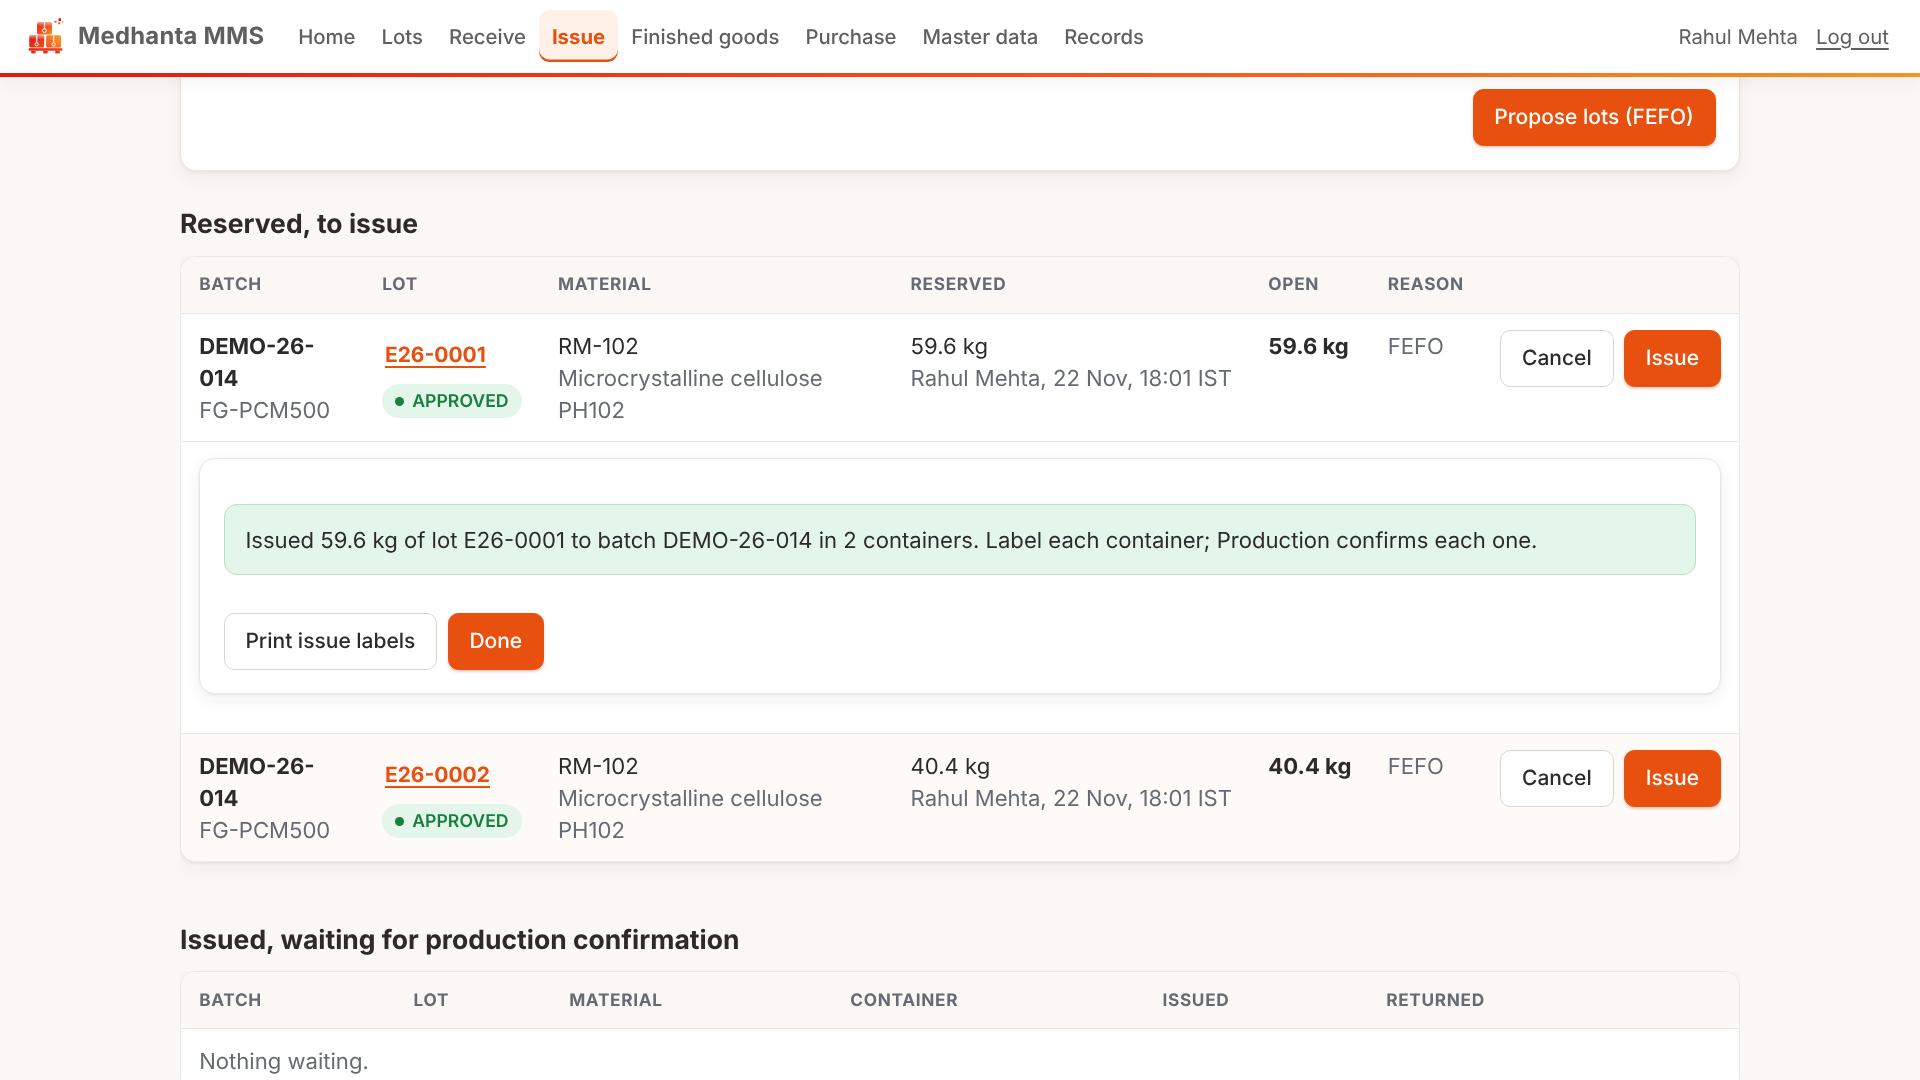 Medhanta MMS Home Lots Receive Issue Finished goods Purchase Master data Records Rahul Mehta Log out
Propose lots (FEFO)
Reserved, to issue
BATCH LOT MATERIAL RESERVED OPEN REASON
DEMO-26-014 FG-PCM500
E26-0001 APPROVED
RM-102 Microcrystalline cellulose PH102
59.6 kg Rahul Mehta, 22 Nov, 18:01 IST
59.6 kg FEFO Cancel Issue
Issued 59.6 kg of lot E26-0001 to batch DEMO-26-014 in 2 containers. Label each container; Production confirms each one.
Print issue labels Done
DEMO-26-014 FG-PCM500
E26-0002 APPROVED
RM-102 Microcrystalline cellulose PH102
40.4 kg Rahul Mehta, 22 Nov, 18:01 IST
40.4 kg FEFO Cancel Issue
Issued, waiting for production confirmation
BATCH LOT MATERIAL CONTAINER ISSUED RETURNED
Nothing waiting.